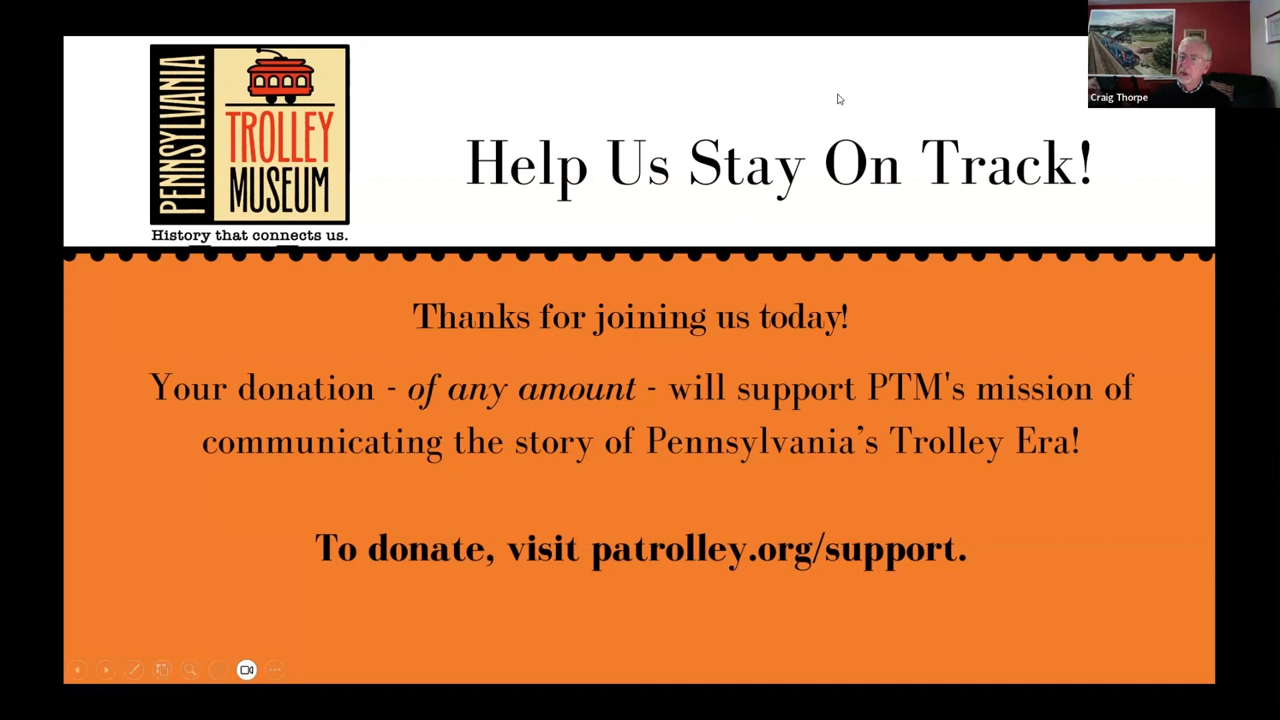 PENNSYLVANIA
TROLLEY
MUSEUM
History that connects us.
Help Us Stay On Track!
Craig Thorpe
Thanks for joining us today!
Your donation - of any amount - will support PTM's mission of
communicating the story of Pennsylvania’s Trolley Era!
To donate, visit patrolley.org/support.